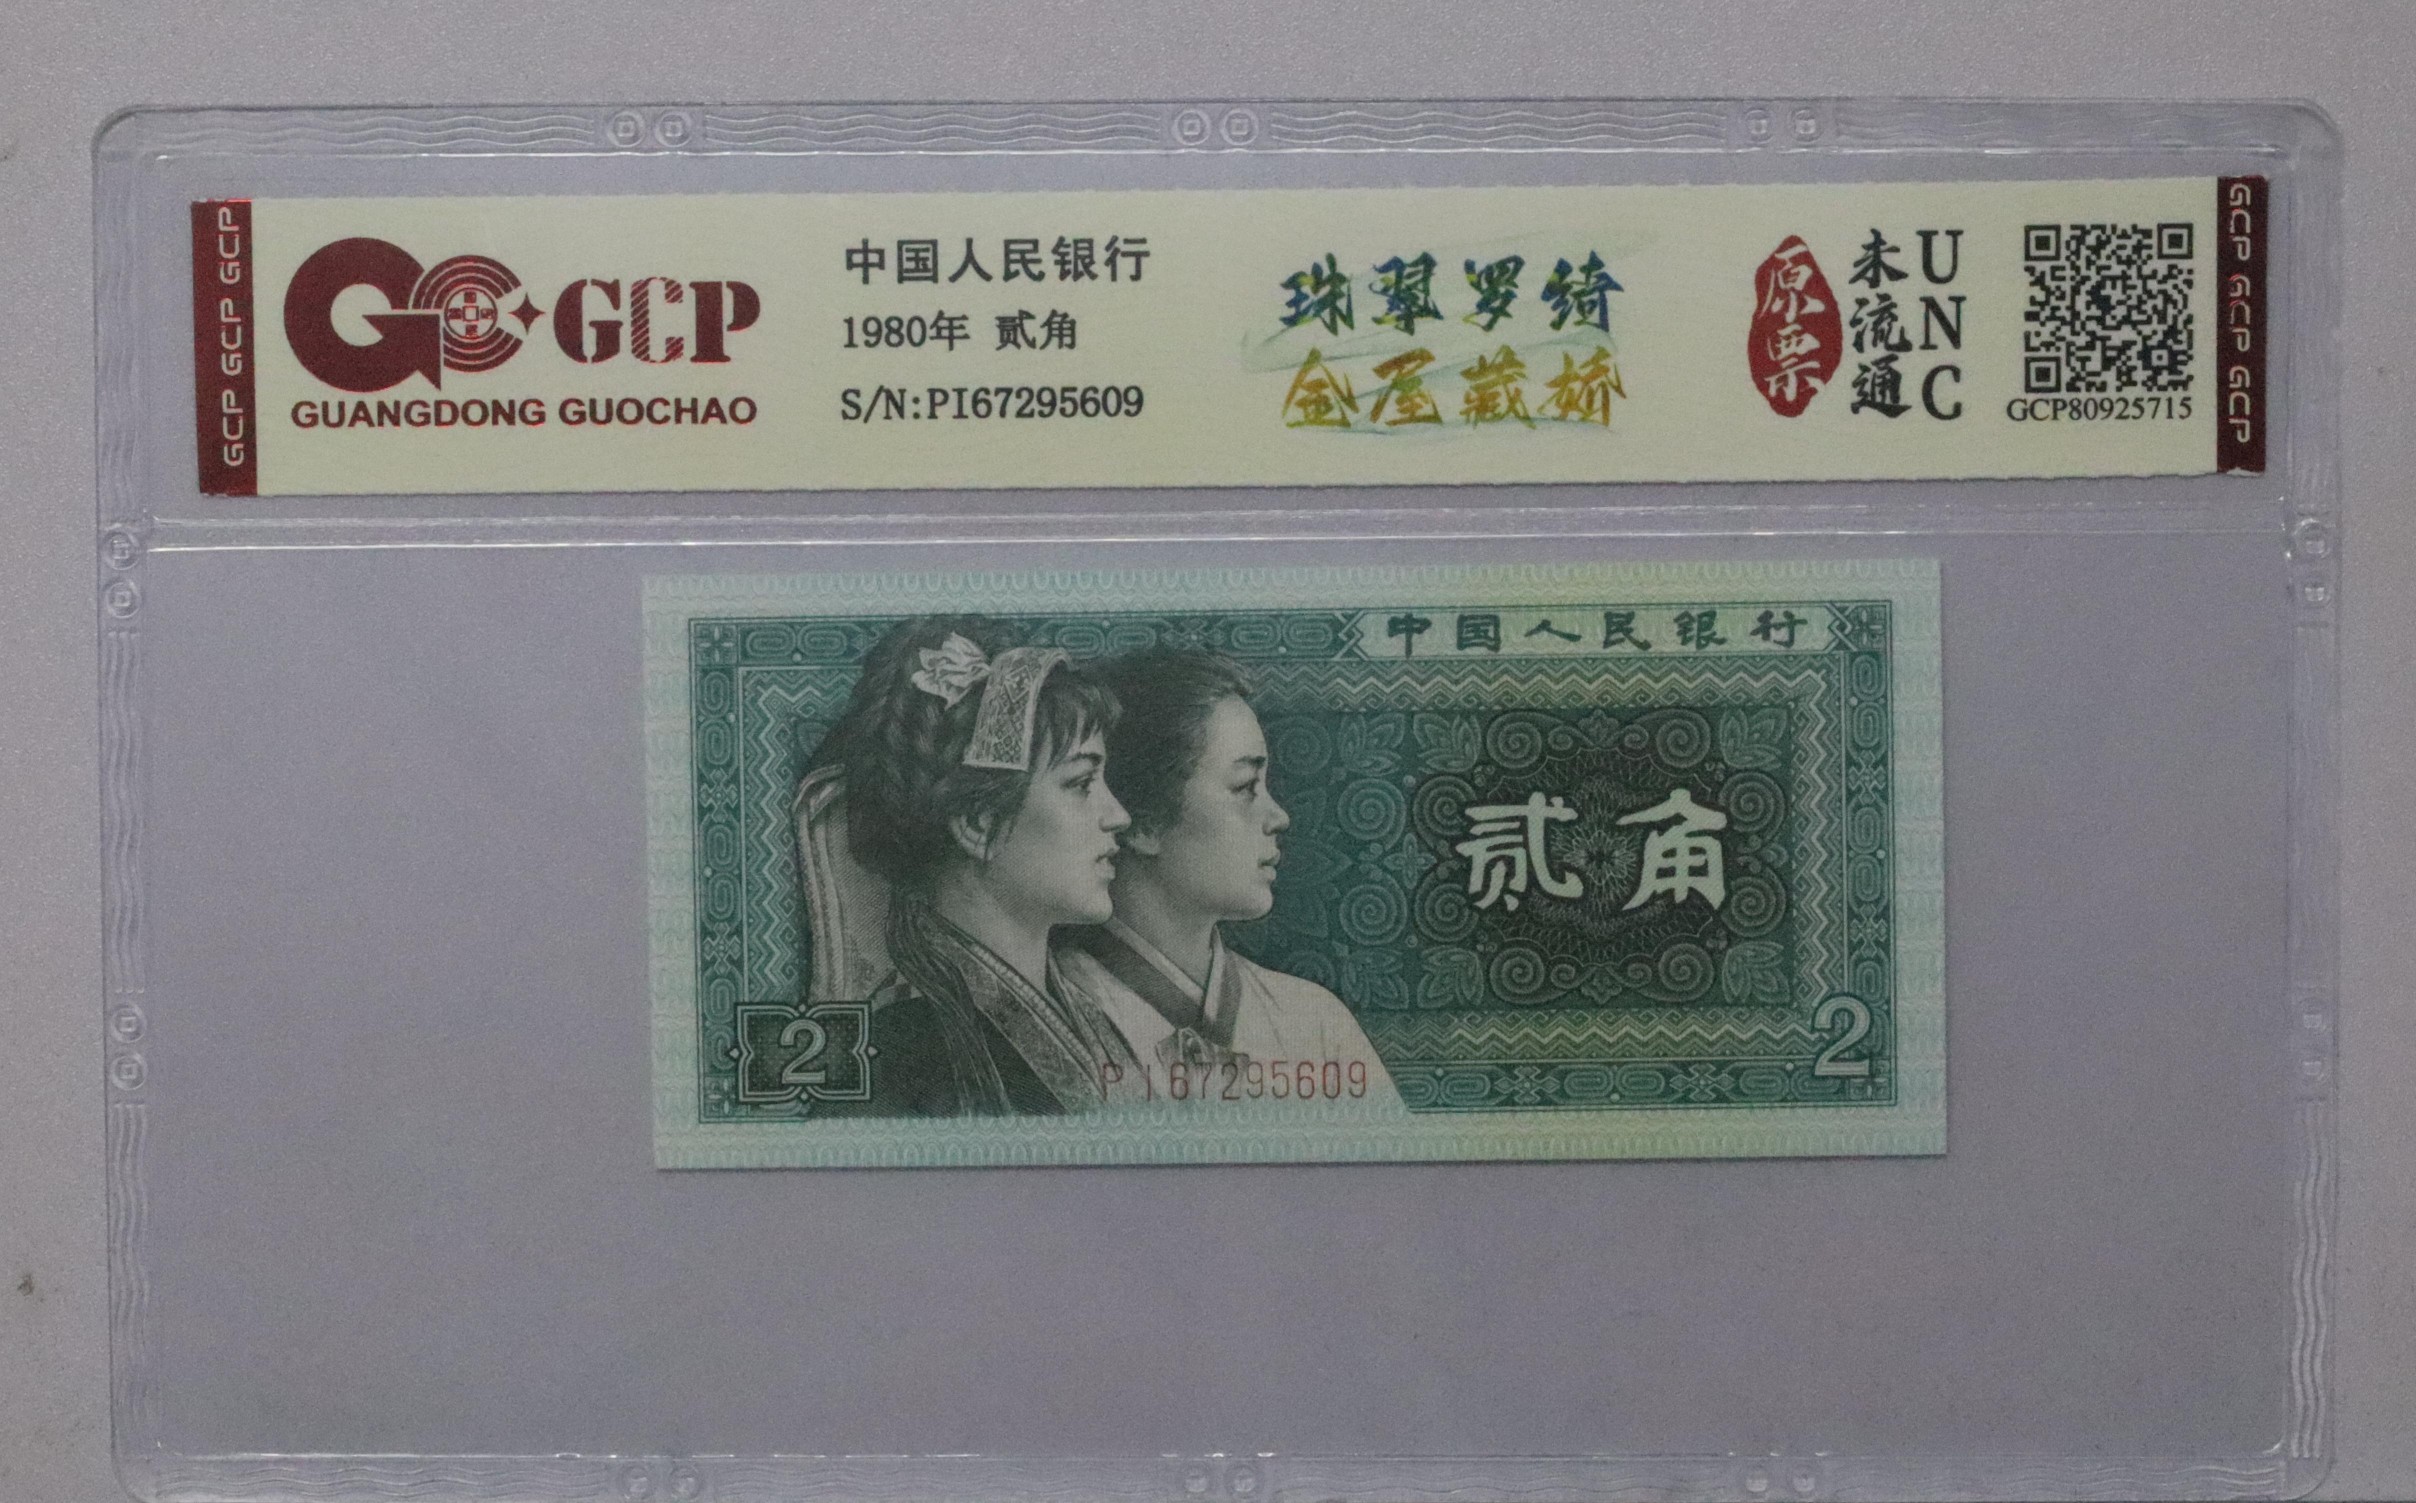 GCP GCP GCP
GCP
GUANGDONG GUOCHAO
中国人民银行
1980年 贰角
S/N:PI67295609
珠翠罗绮
金屋藏娇
原票
未流通
UNC
GCP80925715
GCP GCP GCP
中国人民银行
贰角
2
2
PI67295609